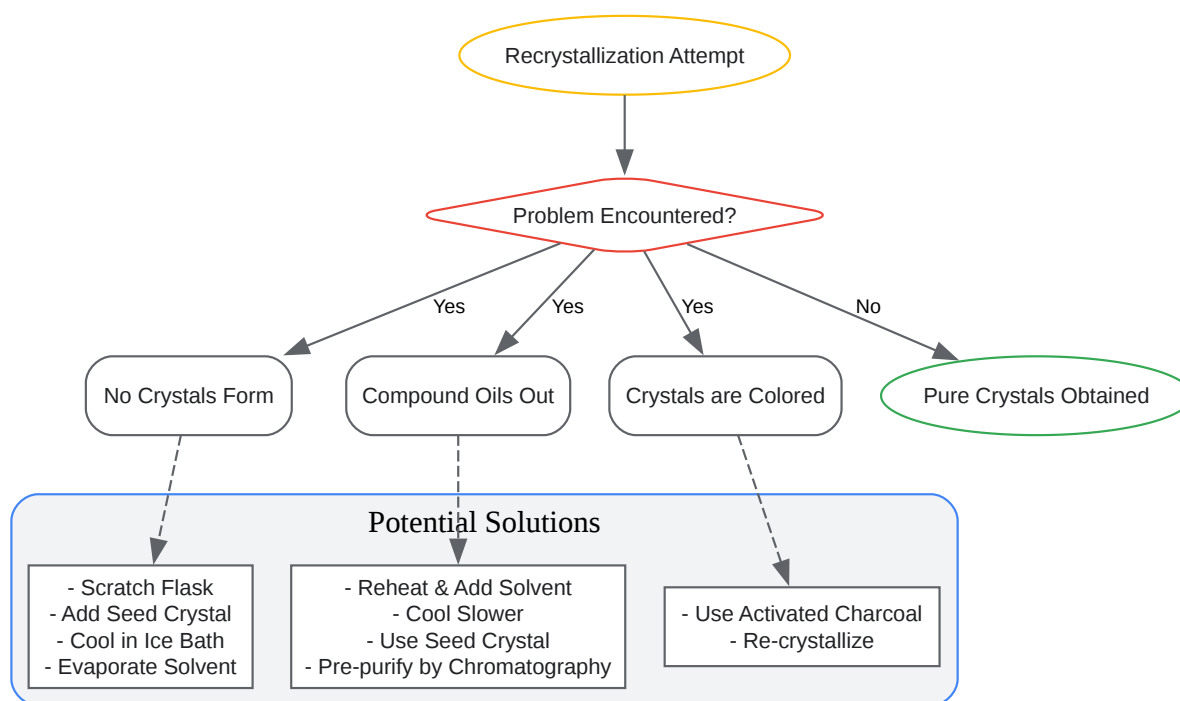 Recrystallization Attempt
Problem Encountered?
Yes
Yes
Yes
No
No Crystals Form
Compound Oils Out
Crystals are Colored
Pure Crystals Obtained
Potential Solutions
- Scratch Flask
- Add Seed Crystal
- Cool in Ice Bath
- Evaporate Solvent
- Reheat & Add Solvent
- Cool Slower
- Use Seed Crystal
- Pre-purify by Chromatography
- Use Activated Charcoal
- Re-crystallize